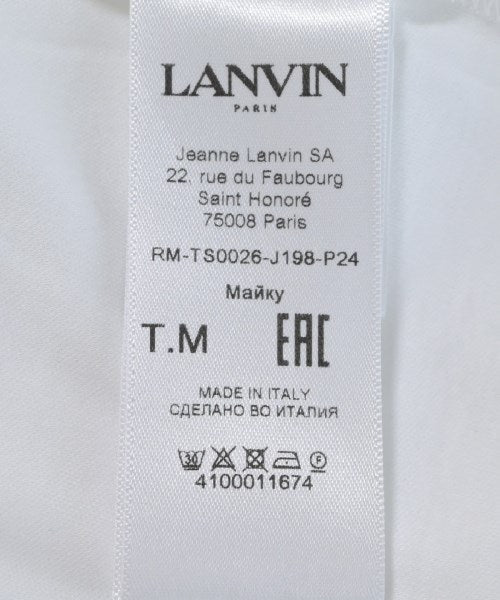 LANVIN
PARIS
Jeanne Lanvin SA
22, rue du Faubourg
Saint Honoré
75008 Paris
RM-TS0026-J198-P24
Майку
T.M EAC
MADE IN ITALY
СДЕЛАНО ВО ИТАЛИЯ
30 F
4100011674